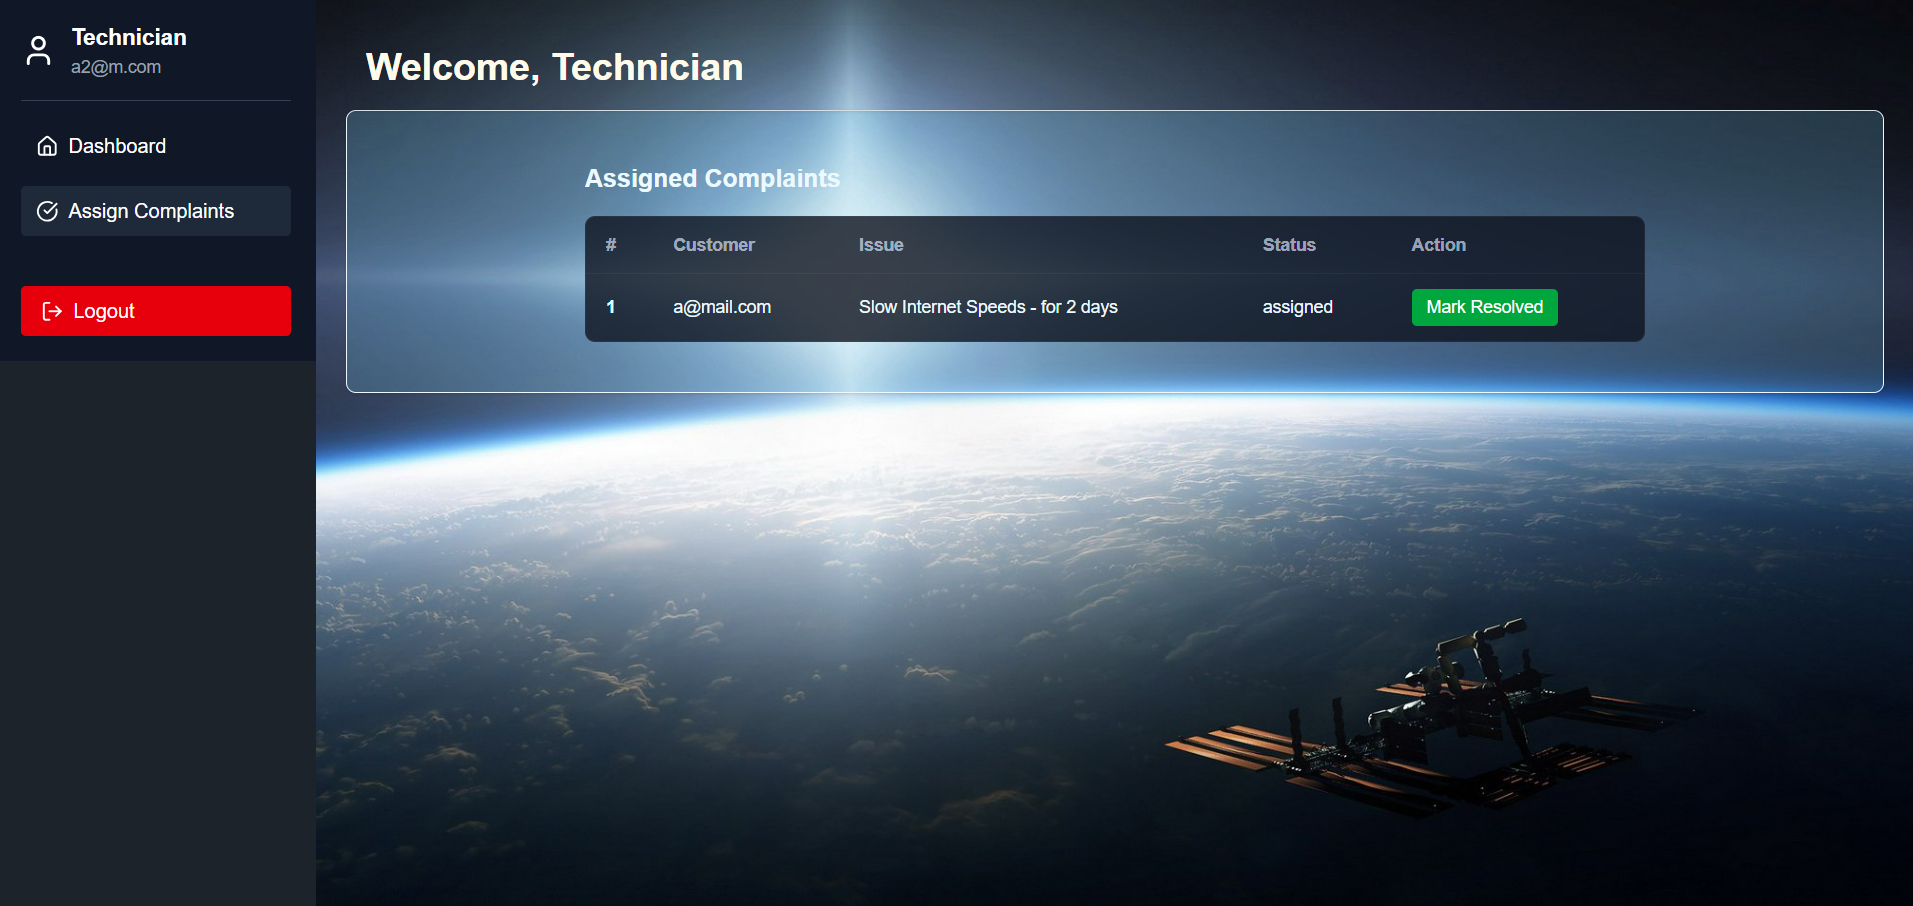 Technician
a2@m.com
Dashboard
Assign Complaints
Logout
Welcome, Technician
Assigned Complaints
# Customer Issue Status Action
1 a@mail.com Slow Internet Speeds - for 2 days assigned Mark Resolved